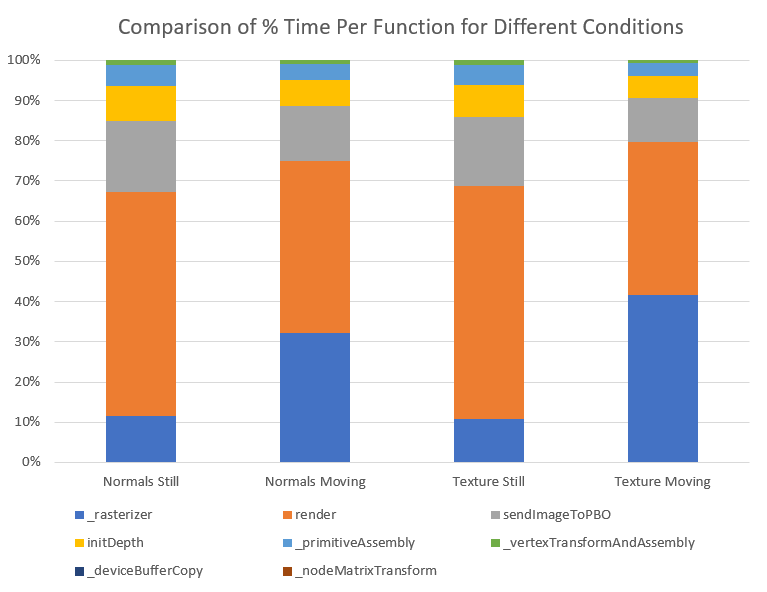 Comparison of % Time Per Function for Different Conditions
100%
90%
80%
70%
60%
50%
40%
30%
20%
10%
0%
Normals Still Normals Moving Texture Still Texture Moving
_rasterizer render sendImageToPBO
initDepth _primitiveAssembly _vertexTransformAndAssembly
_deviceBufferCopy _nodeMatrixTransform